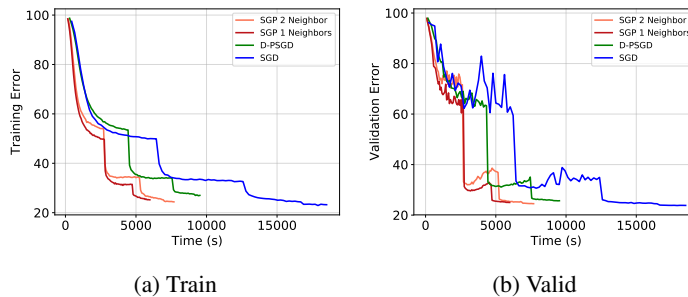 100
80
60
40
20
0
5000
10000
15000
Training Error
Time (s)
SGP 2 Neighbor
SGP 1 Neighbors
D-PSGD
SGD
(a) Train
100
80
60
40
20
0
5000
10000
15000
Validation Error
Time (s)
SGP 2 Neighbor
SGP 1 Neighbors
D-PSGD
SGD
(b) Valid